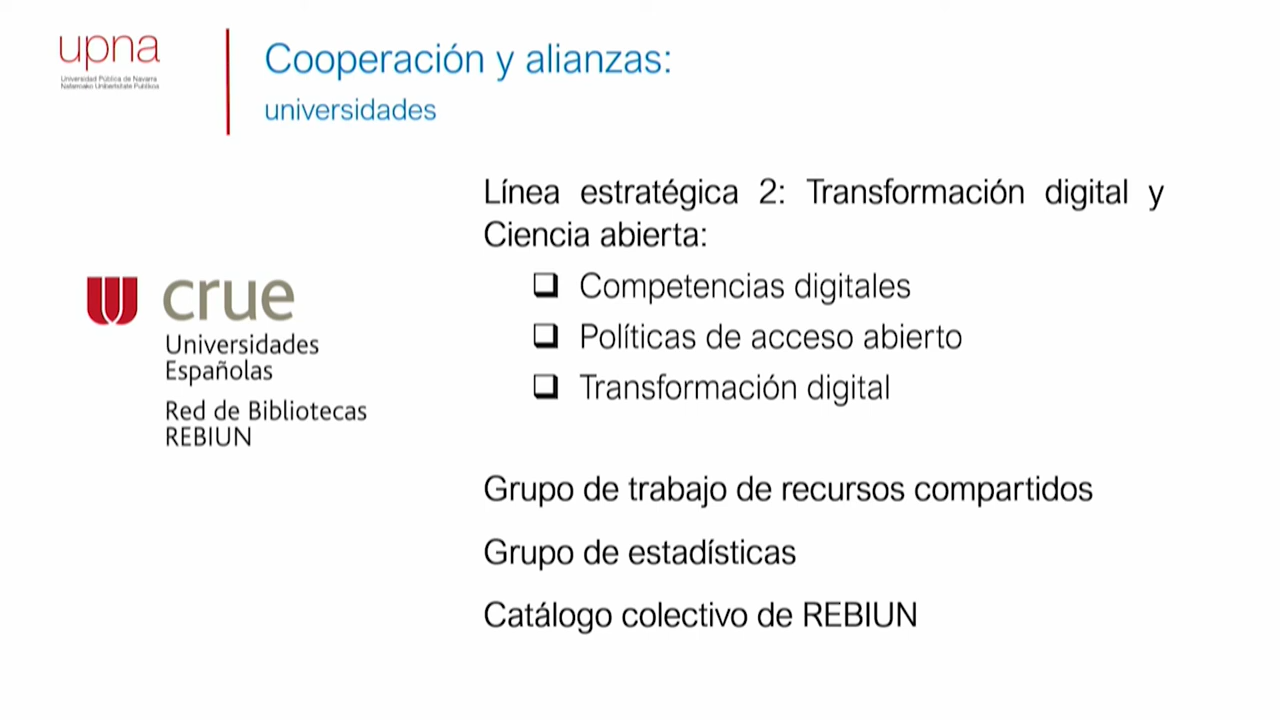 upna
Universidad Pública de Navarra
Nafarroako Unibertsitate Publikoa
Cooperación y alianzas:
universidades
Línea estratégica 2: Transformación digital y
Ciencia abierta:
Competencias digitales
Políticas de acceso abierto
Transformación digital
crue
Universidades
Españolas
Red de Bibliotecas
REBIUN
Grupo de trabajo de recursos compartidos
Grupo de estadísticas
Catálogo colectivo de REBIUN